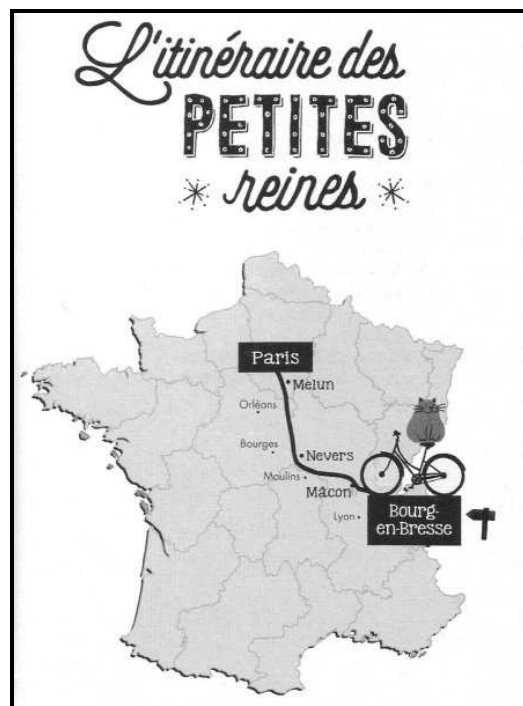 L'itinéraire des
PETITES
reines
Paris
Melun
Orléans
Bourges
Nevers
Moulins
Mâcon
Lyon
Bourg-
en-Bresse